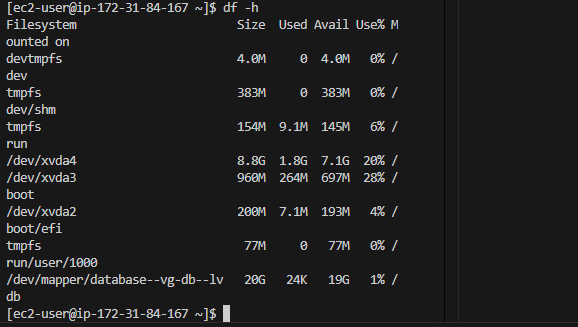 [ec2-user@ip-172-31-84-167 ~]$ df -h
Filesystem                         Size  Used Avail Use% M
ounted on
devtmpfs                           4.0M     0  4.0M   0% /
dev
tmpfs                              383M     0  383M   0% /
dev/shm
tmpfs                              154M  9.1M  145M   6% /
run
/dev/xvda4                         8.8G  1.8G  7.1G  20% /
/dev/xvda3                         960M  264M  697M  28% /
boot
/dev/xvda2                         200M  7.1M  193M   4% /
boot/efi
tmpfs                               77M     0   77M   0% /
run/user/1000
/dev/mapper/database--vg-db--lv     20G   24K   19G   1% /
db
[ec2-user@ip-172-31-84-167 ~]$